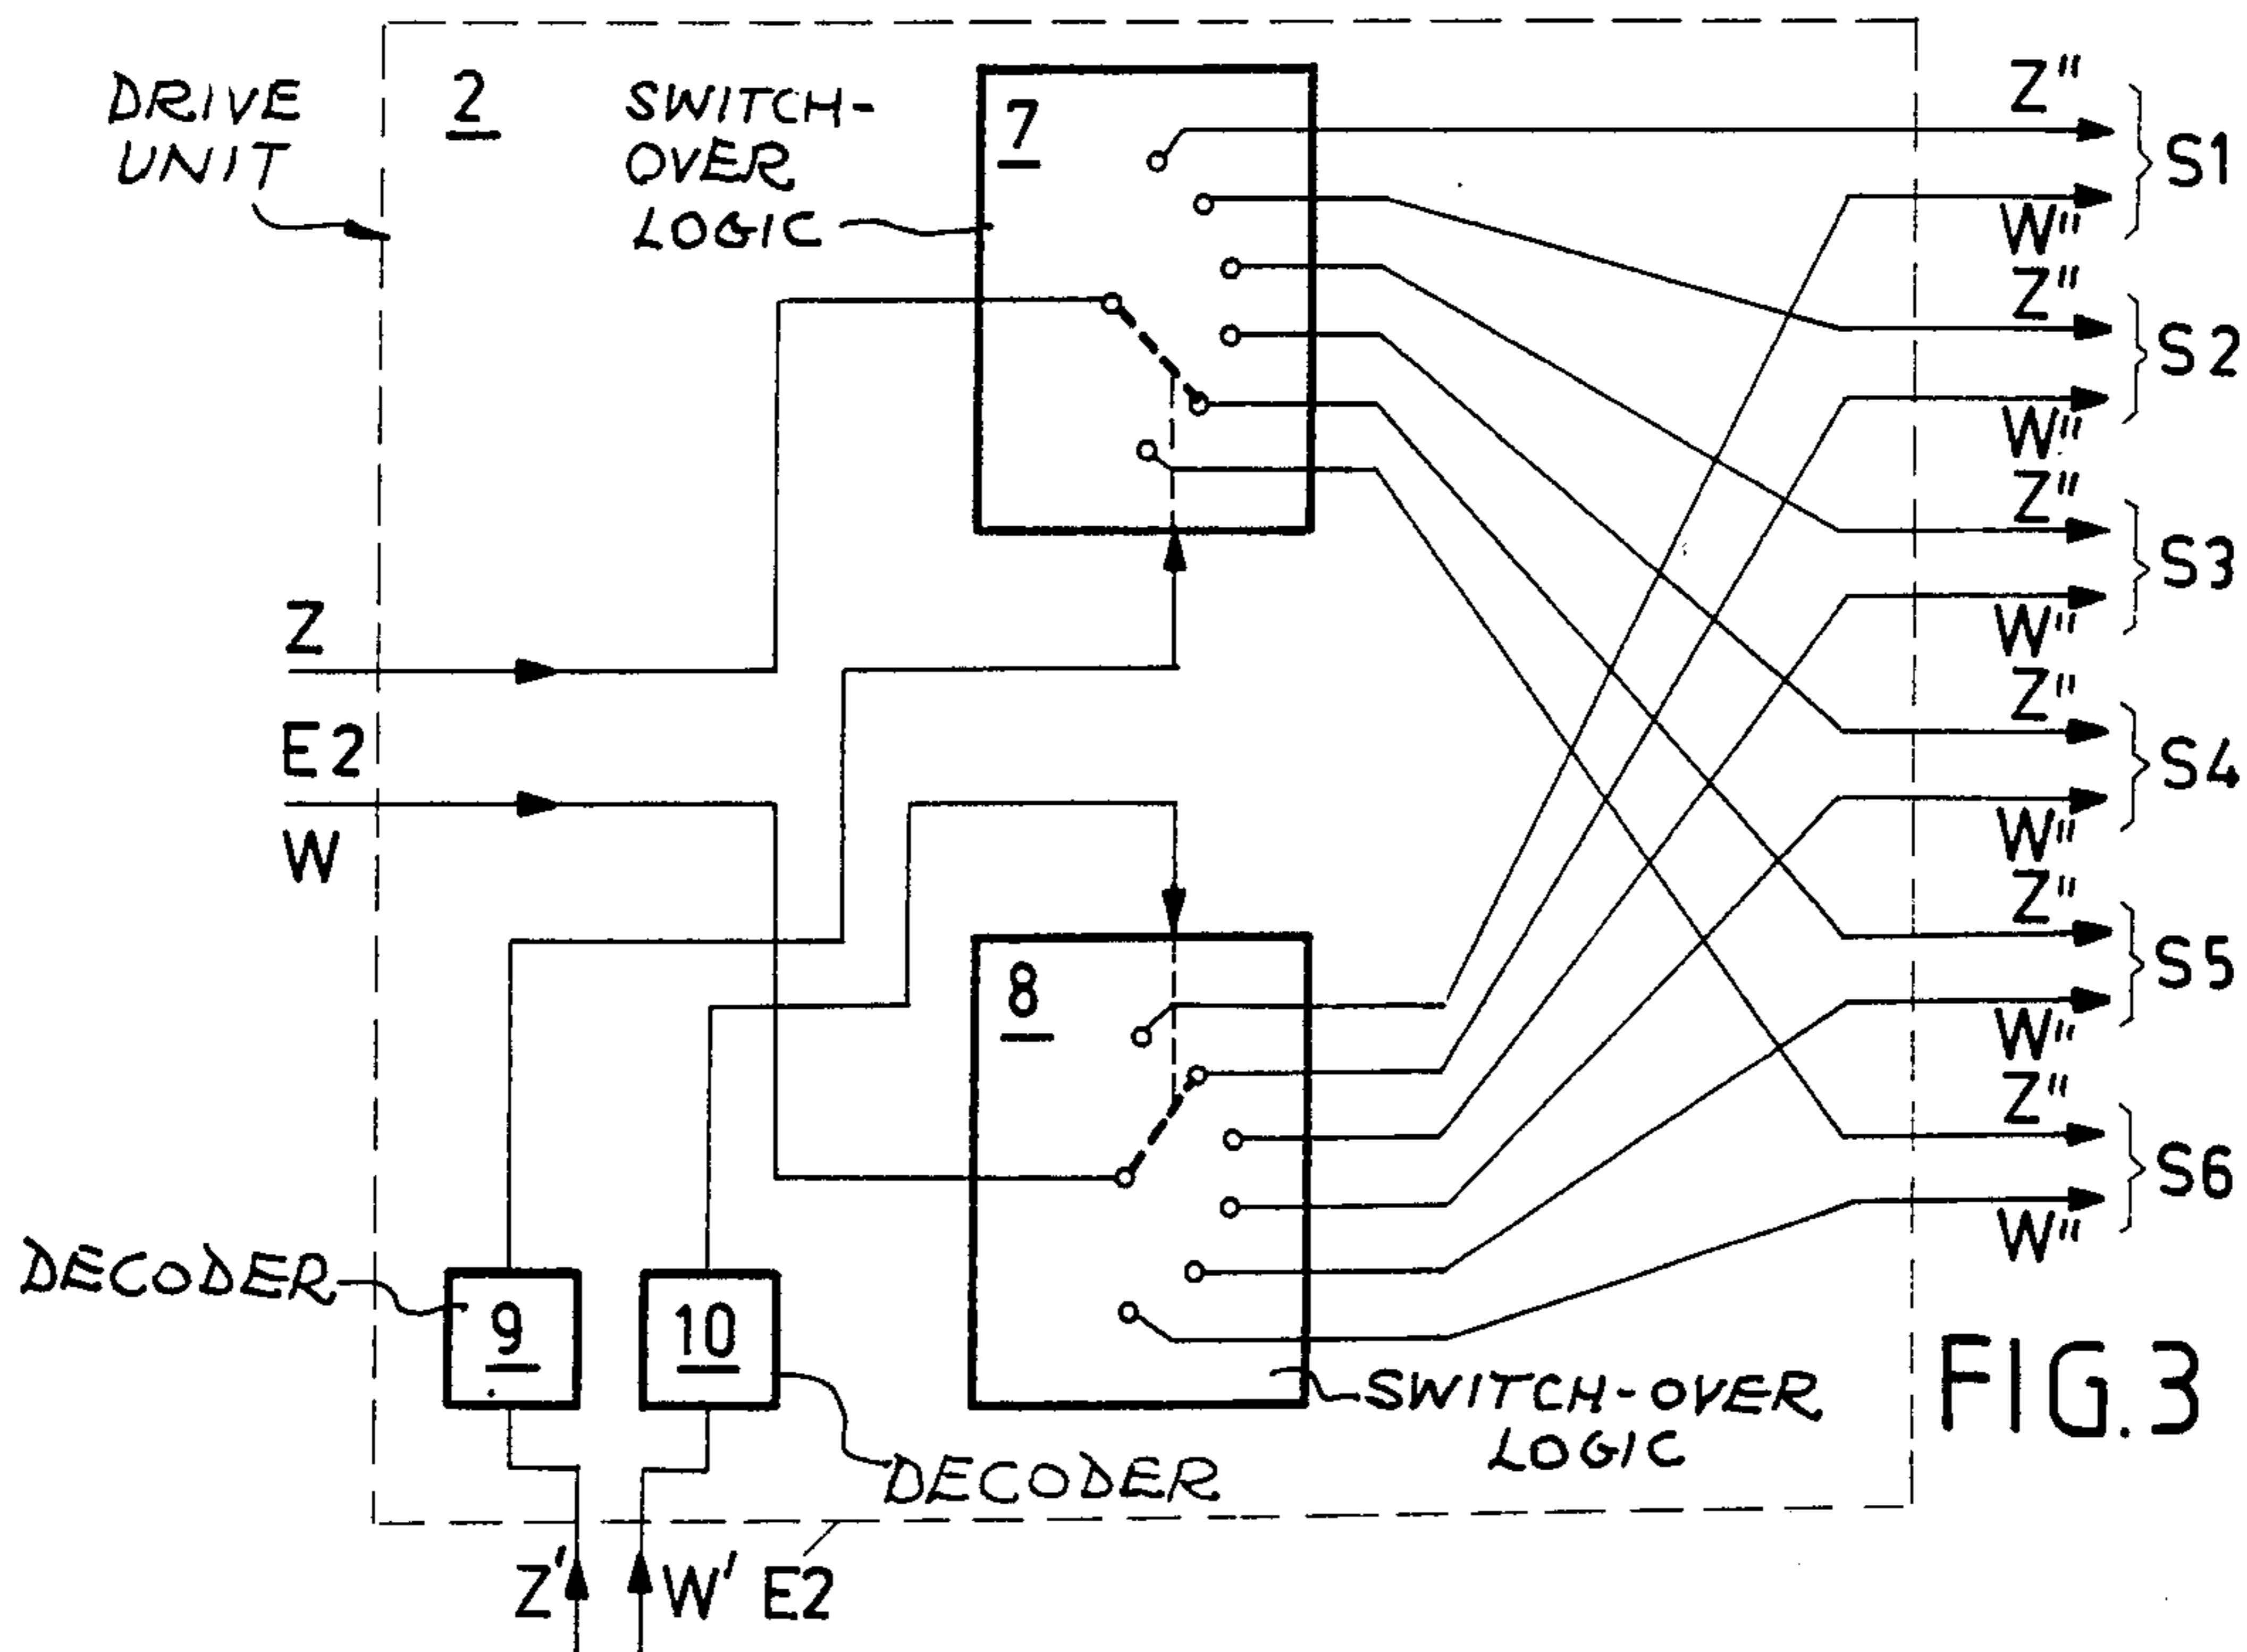 DRIVE
UNIT
2
SWITCH-
OVER
LOGIC
7
Z"
W"
S1
Z"
W"
S2
Z"
W"
S3
Z"
W"
S4
Z"
W"
S5
Z"
W"
S6
Z
E2
W
8
DECODER
9
10
DECODER
SWITCH-OVER
LOGIC
Z'
W'
E2
FIG.3